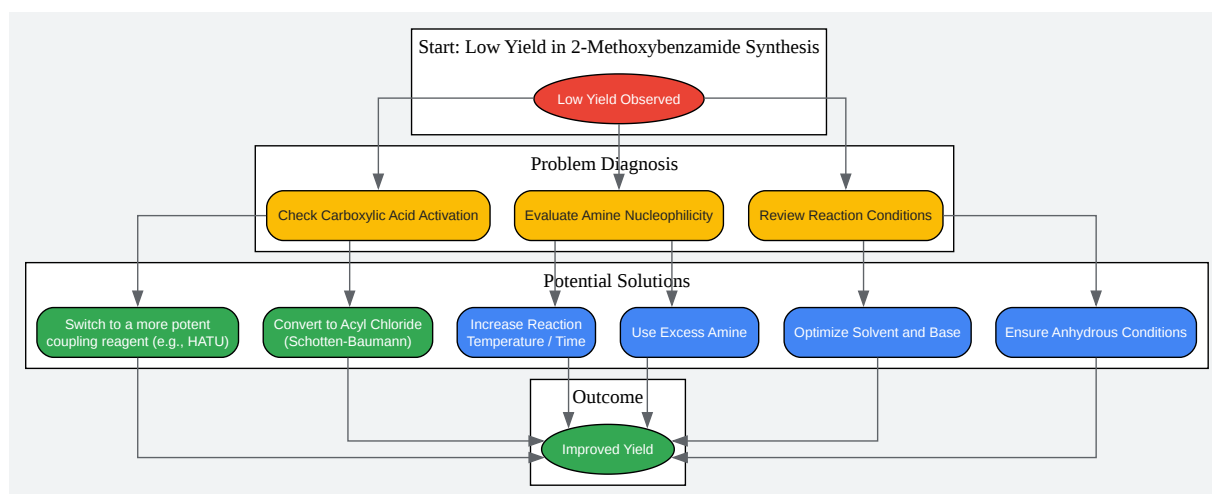 Start: Low Yield in 2-Methoxybenzamide Synthesis
Low Yield Observed
Problem Diagnosis
Check Carboxylic Acid Activation
Evaluate Amine Nucleophilicity
Review Reaction Conditions
Potential Solutions
Switch to a more potent
coupling reagent (e.g., HATU)
Convert to Acyl Chloride
(Schotten-Baumann)
Increase Reaction
Temperature / Time
Use Excess Amine
Optimize Solvent and Base
Ensure Anhydrous Conditions
Outcome
Improved Yield